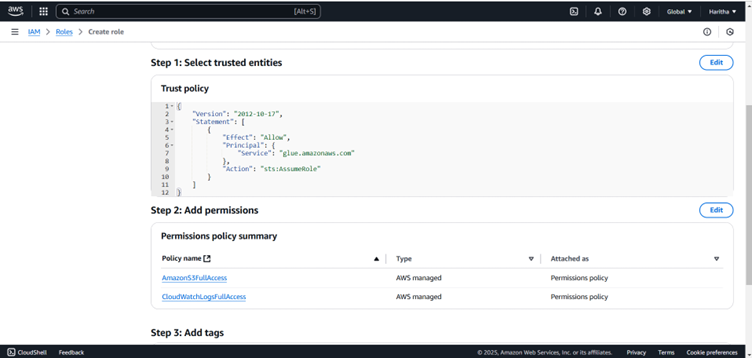 aws Search [Alt+S] Global Haritha
IAM > Roles > Create role
Step 1: Select trusted entities Edit
Trust policy
1 {
2 "Version": "2012-10-17",
3 "Statement": [
4 {
5 "Effect": "Allow",
6 "Principal": {
7 "Service": "glue.amazonaws.com"
8 },
9 "Action": "sts:AssumeRole"
10 }
11 ]
12 }
Step 2: Add permissions Edit
Permissions policy summary
Policy name Type Attached as
AmazonS3FullAccess AWS managed Permissions policy
CloudWatchLogsFullAccess AWS managed Permissions policy
Step 3: Add tags
CloudShell Feedback © 2025, Amazon Web Services, Inc. or its affiliates. Privacy Terms Cookie preferences